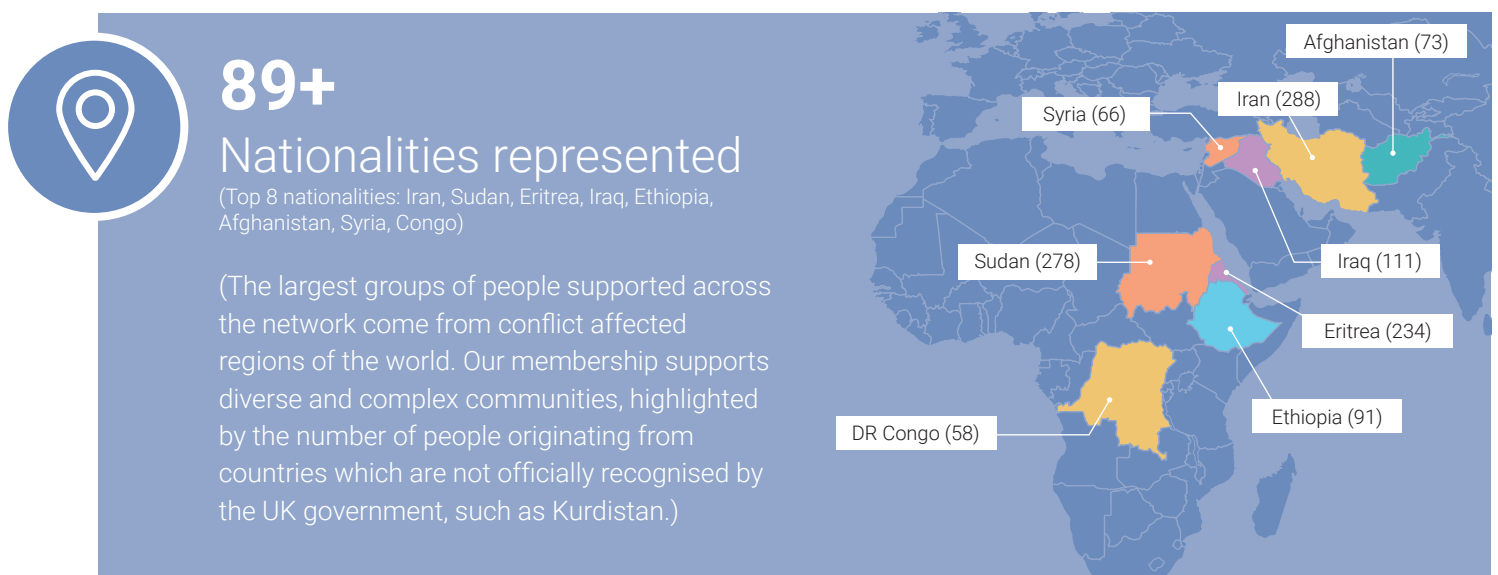 89+
Nationalities represented
(Top 8 nationalities: Iran, Sudan, Eritrea, Iraq, Ethiopia,
Afghanistan, Syria, Congo)
(The largest groups of people supported across
the network come from conflict affected
regions of the world. Our membership supports
diverse and complex communities, highlighted
by the number of people originating from
countries which are not officially recognised by
the UK government, such as Kurdistan.)
Afghanistan (73)
Iran (288)
Syria (66)
Sudan (278)
Iraq (111)
Eritrea (234)
Ethiopia (91)
DR Congo (58)